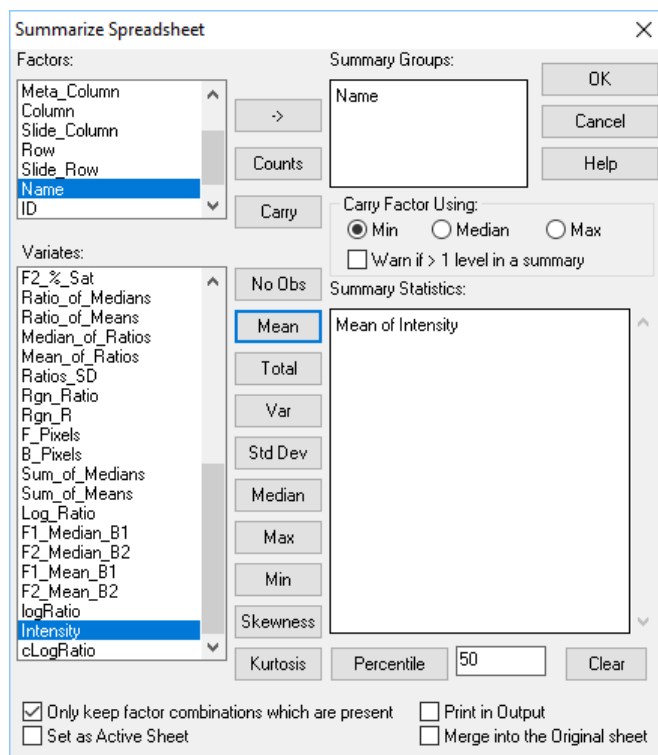 Summarize Spreadsheet
Factors:
Meta_Column
Column
Slide_Column
Row
Slide_Row
Name
ID
->
Counts
Carry
Summary Groups:
Name
OK
Cancel
Help
Carry Factor Using:
Min
Median
Max
Warn if > 1 level in a summary
Variates:
F2_%_Sat
Ratio_of_Medians
Ratio_of_Means
Median_of_Ratios
Mean_of_Ratios
Ratios_SD
Rgn_Ratio
Rgn_R
F_Pixels
B_Pixels
Sum_of_Medians
Sum_of_Means
Log_Ratio
F1_Median_B1
F2_Median_B2
F1_Mean_B1
F2_Mean_B2
logRatio
Intensity
cLogRatio
No Obs
Mean
Total
Var
Std Dev
Median
Max
Min
Skewness
Kurtosis
Summary Statistics:
Mean of Intensity
Percentile
50
Clear
Only keep factor combinations which are present
Print in Output
Set as Active Sheet
Merge into the Original sheet